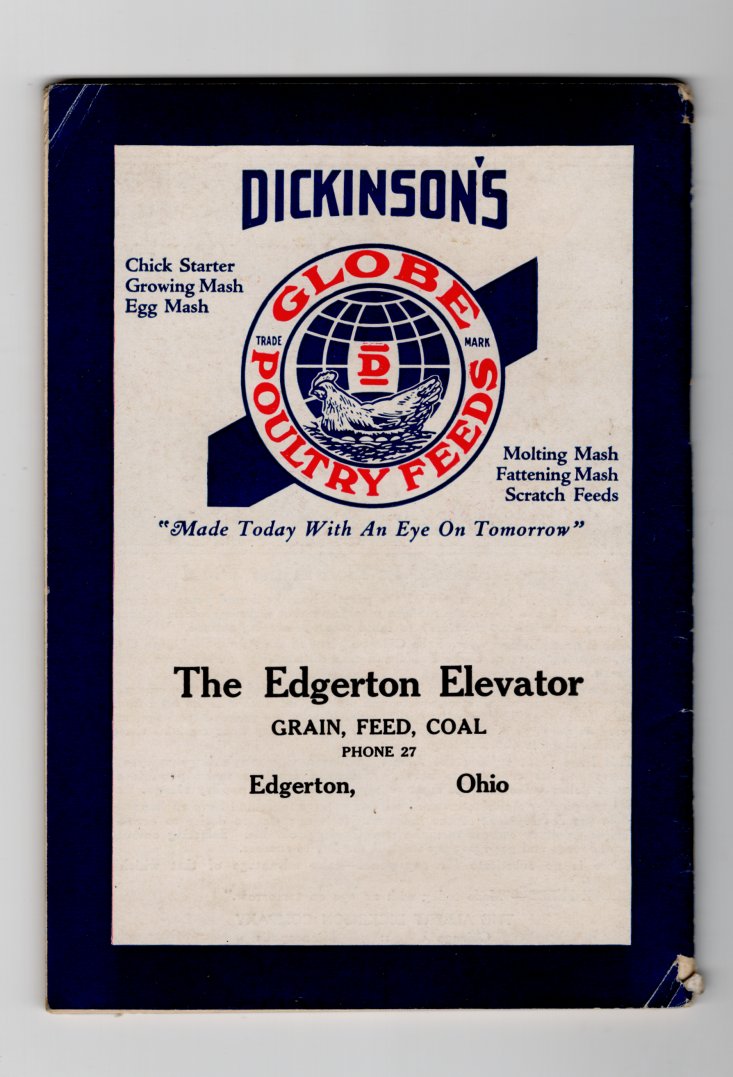 DICKINSON'S
Chick Starter
Growing Mash
Egg Mash
GLOBE
TRADE MARK
D
POULTRY FEEDS
Molting Mash
Fattening Mash
Scratch Feeds
"Made Today With An Eye On Tomorrow"
The Edgerton Elevator
GRAIN, FEED, COAL
PHONE 27
Edgerton, Ohio